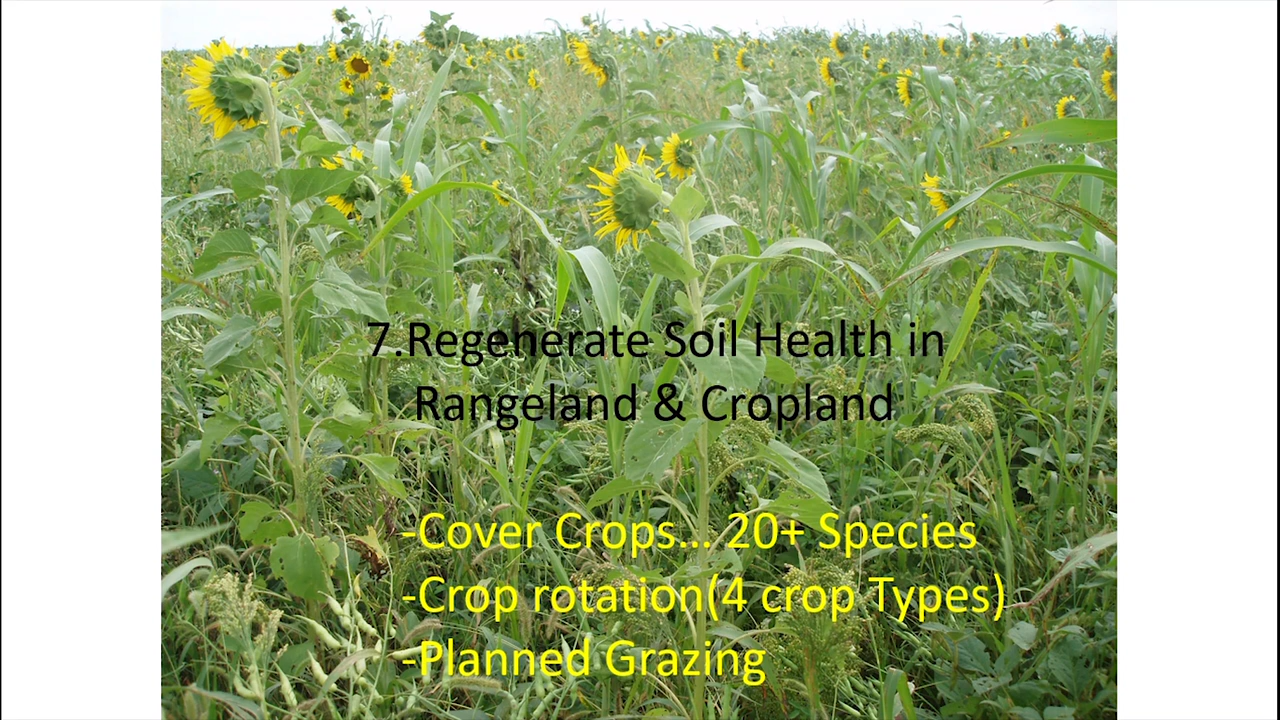 7.Regenerate Soil Health in
Rangeland & Cropland
-Cover Crops... 20+ Species
-Crop rotation(4 crop Types)
-Planned Grazing